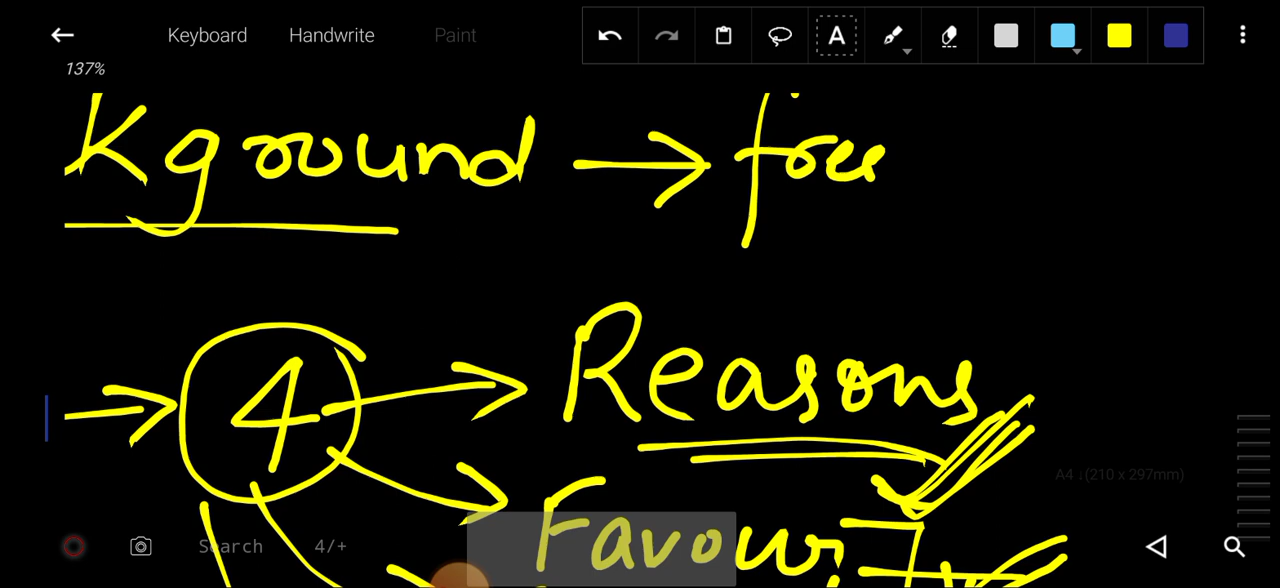 Keyboard Handwrite Paint A
137%
Kground → free
→ 4 → Reasons
A4 ↓(210 x 297mm)
Favour
Search 4/+